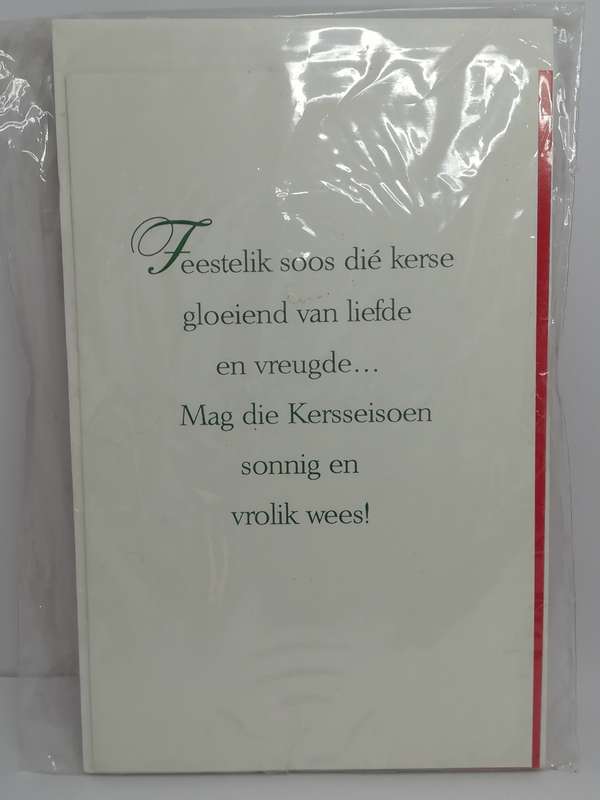 Feestelik soos dié kerse
gloeiend van liefde
en vreugde...
Mag die Kersseisoen
sonnig en
vrolik wees!